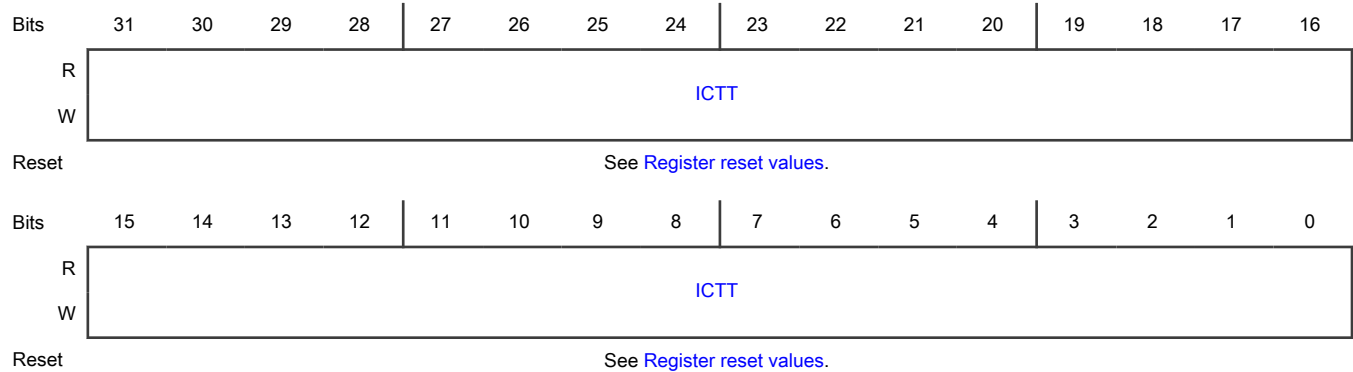 Bits 31 30 29 28 27 26 25 24 23 22 21 20 19 18 17 16
R
ICTT
W
Reset See Register reset values.
Bits 15 14 13 12 11 10 9 8 7 6 5 4 3 2 1 0
R
ICTT
W
Reset See Register reset values.